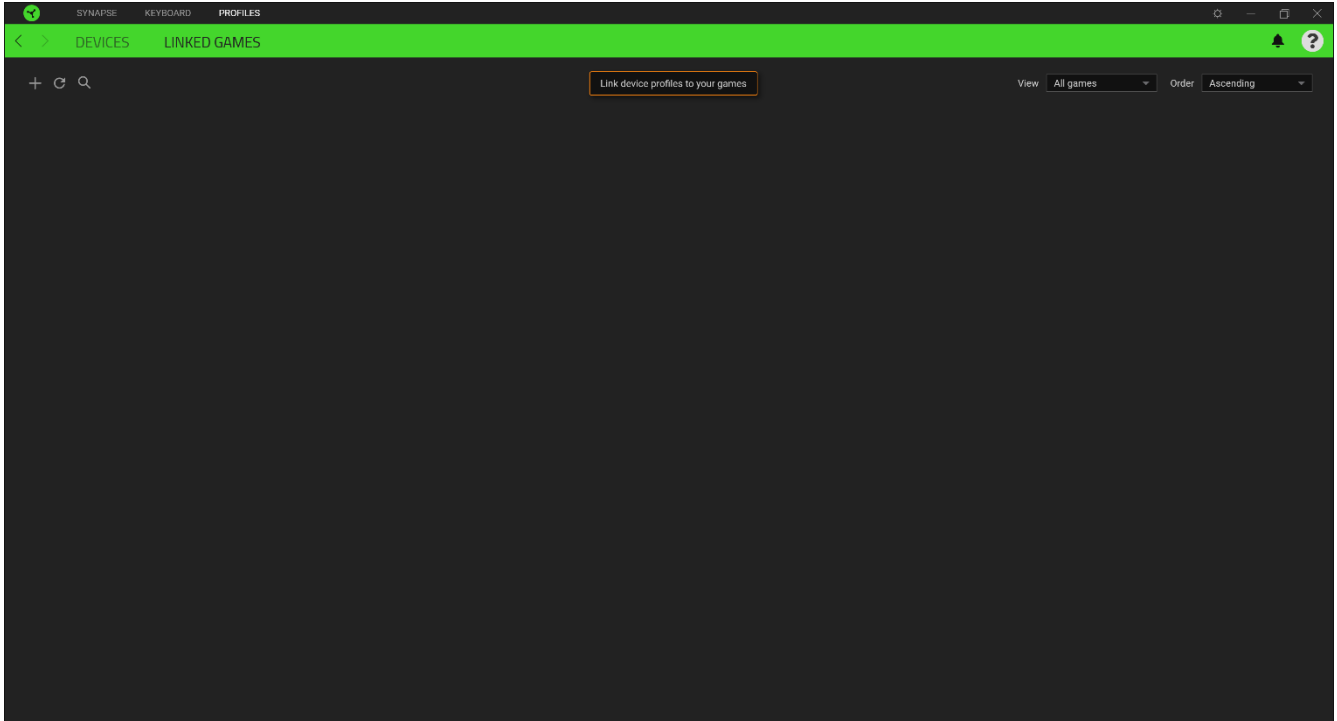 SYNAPSE KEYBOARD PROFILES
DEVICES LINKED GAMES ?
Link device profiles to your games View All games Order Ascending